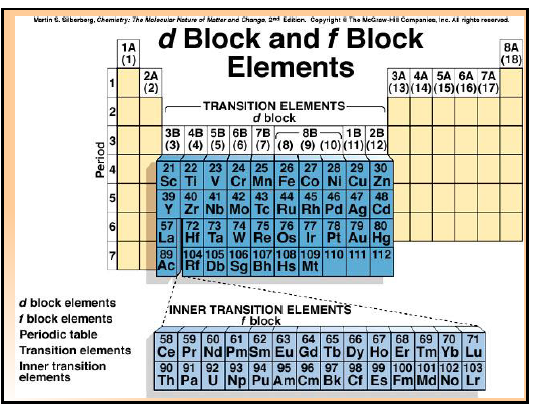 Martin S. Silberberg, Chemistry: The Molecular Nature of Matter and Change, 2nd Edition. Copyright © The McGraw-Hill Companies, Inc. All rights reserved.
d Block and f Block
Elements
1A
(1)
8A
(18)
2A
(2)
3A 4A 5A 6A 7A
(13)(14)(15)(16)(17)
TRANSITION ELEMENTS
d block
3B 4B 5B 6B 7B 8B 1B 2B
(3) (4) (5) (6) (7) (8) (9) (10) (11) (12)
Period
1
2
3
4
5
6
7
21 22 23 24 25 26 27 28 29 30
Sc Ti V Cr Mn Fe Co Ni Cu Zn
39 40 41 42 43 44 45 46 47 48
Y Zr Nb Mo Tc Ru Rh Pd Ag Cd
57 72 73 74 75 76 77 78 79 80
La Hf Ta W Re Os Ir Pt Au Hg
89 104 105 106 107 108 109 110 111 112
Ac Rf Db Sg Bh Hs Mt
d block elements
f block elements
Periodic table
Transition elements
Inner transition
elements
INNER TRANSITION ELEMENTS
f block
58 59 60 61 62 63 64 65 66 67 68 69 70 71
Ce Pr Nd Pm Sm Eu Gd Tb Dy Ho Er Tm Yb Lu
90 91 92 93 94 95 96 97 98 99 100 101 102 103
Th Pa U Np Pu Am Cm Bk Cf Es Fm Md No Lr